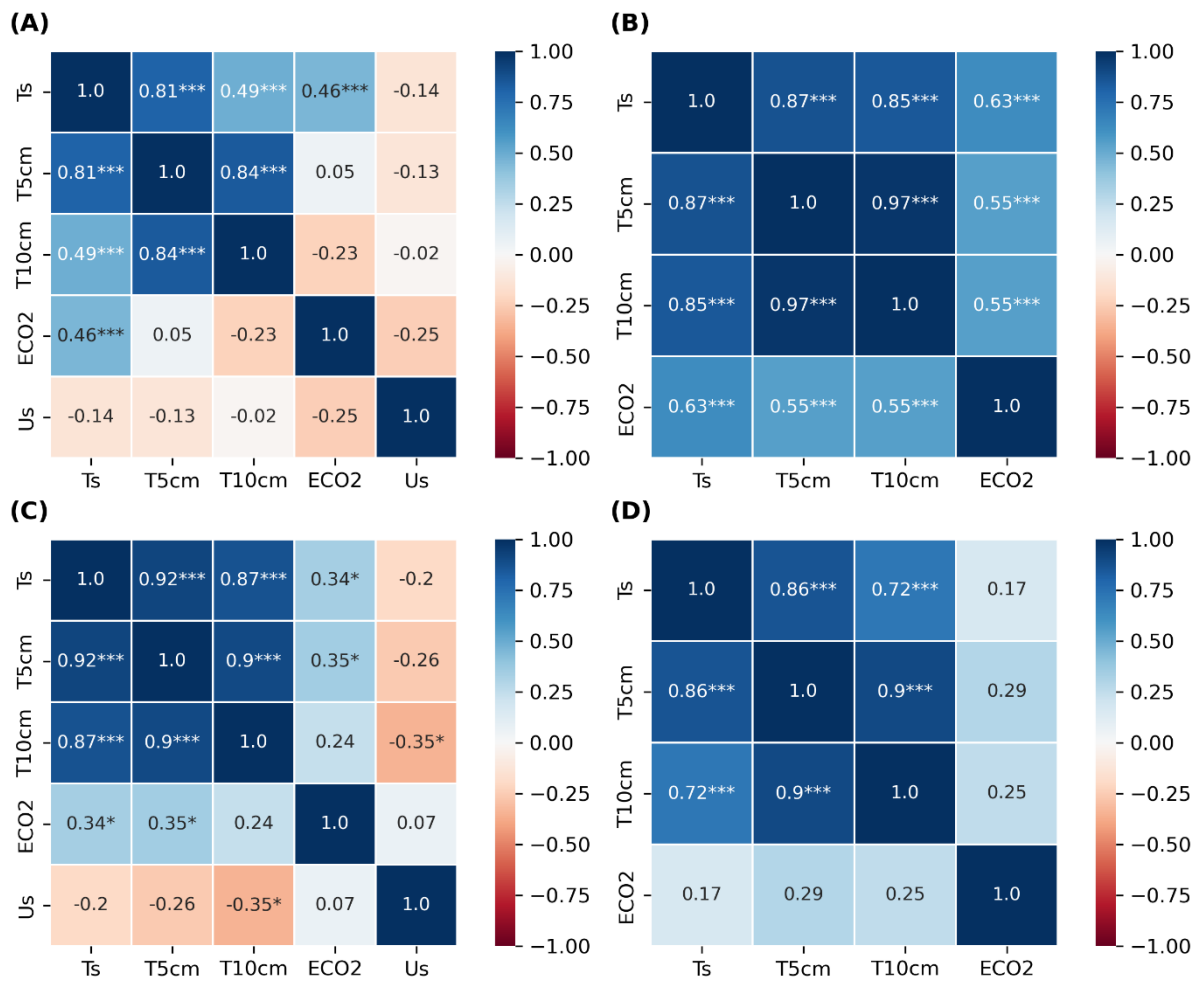 (A)
Ts 1.0 0.81*** 0.49*** 0.46*** -0.14
T5cm 0.81*** 1.0 0.84*** 0.05 -0.13
T10cm 0.49*** 0.84*** 1.0 -0.23 -0.02
ECO2 0.46*** 0.05 -0.23 1.0 -0.25
Us -0.14 -0.13 -0.02 -0.25 1.0
Ts T5cm T10cm ECO2 Us
1.00
0.75
0.50
0.25
0.00
−0.25
−0.50
−0.75
−1.00
(B)
Ts 1.0 0.87*** 0.85*** 0.63***
T5cm 0.87*** 1.0 0.97*** 0.55***
T10cm 0.85*** 0.97*** 1.0 0.55***
ECO2 0.63*** 0.55*** 0.55*** 1.0
Ts T5cm T10cm ECO2
1.00
0.75
0.50
0.25
0.00
−0.25
−0.50
−0.75
−1.00
(C)
Ts 1.0 0.92*** 0.87*** 0.34* -0.2
T5cm 0.92*** 1.0 0.9*** 0.35* -0.26
T10cm 0.87*** 0.9*** 1.0 0.24 -0.35*
ECO2 0.34* 0.35* 0.24 1.0 0.07
Us -0.2 -0.26 -0.35* 0.07 1.0
Ts T5cm T10cm ECO2 Us
1.00
0.75
0.50
0.25
0.00
−0.25
−0.50
−0.75
−1.00
(D)
Ts 1.0 0.86*** 0.72*** 0.17
T5cm 0.86*** 1.0 0.9*** 0.29
T10cm 0.72*** 0.9*** 1.0 0.25
ECO2 0.17 0.29 0.25 1.0
Ts T5cm T10cm ECO2
1.00
0.75
0.50
0.25
0.00
−0.25
−0.50
−0.75
−1.00